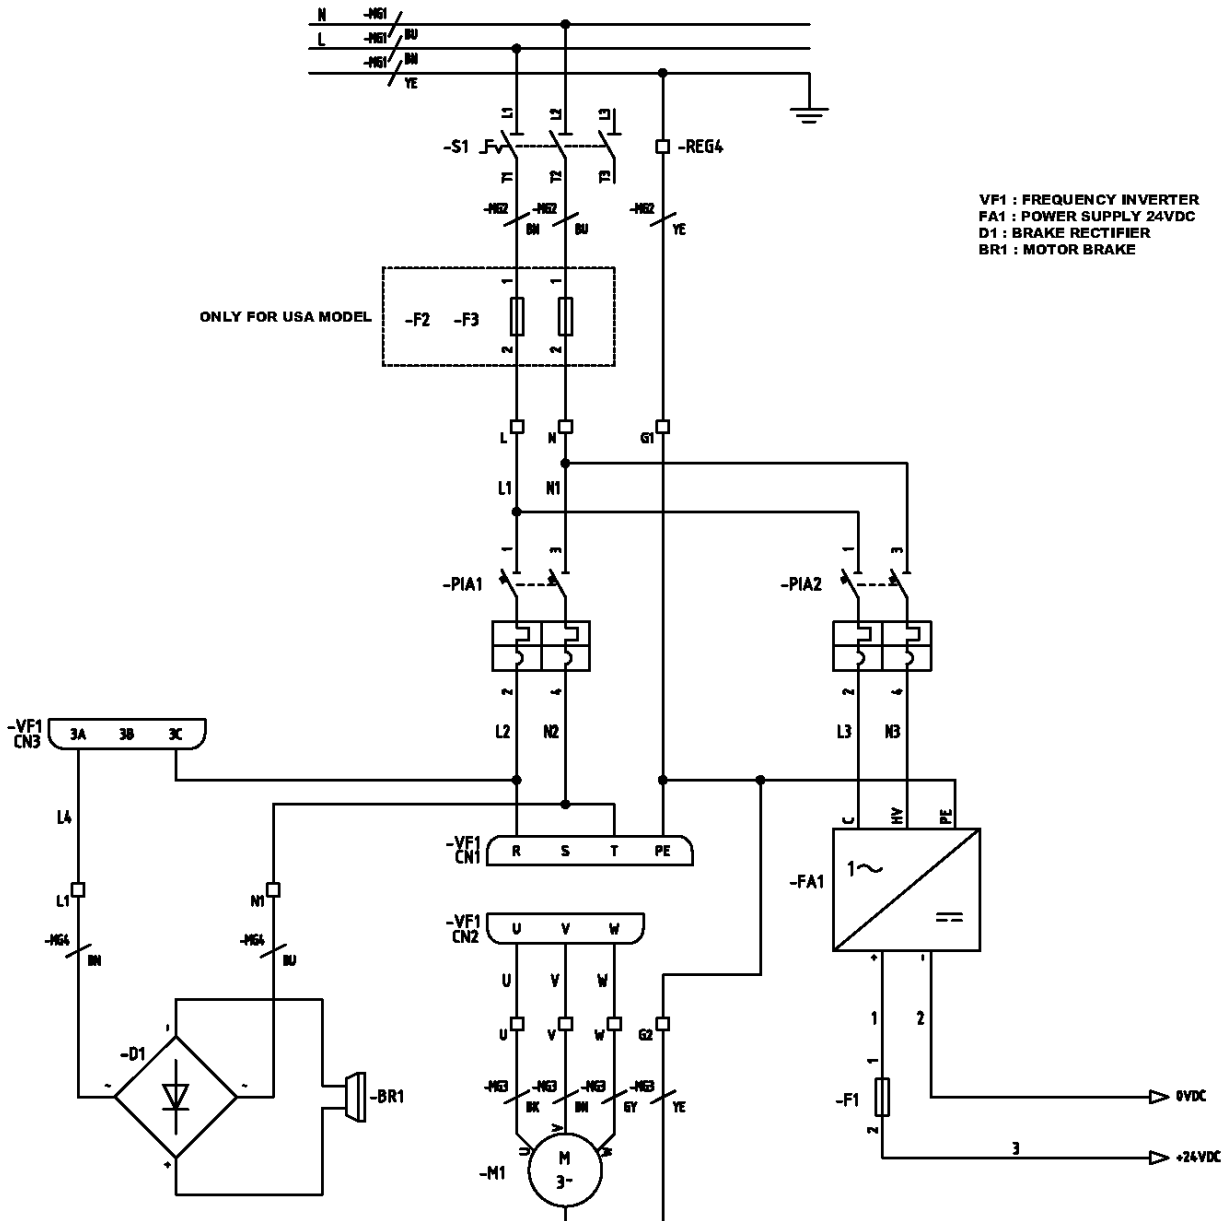 N -MG1
L -MG1 BU
-MG1 BN
YE
L1 L2 L3
-S1 -REG4
T1 T2 T3
-MG2 -MG2 -MG2
BN BU YE
VF1 : FREQUENCY INVERTER
FA1 : POWER SUPPLY 24VDC
D1 : BRAKE RECTIFIER
BR1 : MOTOR BRAKE
1 1
ONLY FOR USA MODEL -F2 -F3
2 2
L N G1
L1 N1
1 3 1 3
-PIA1 -PIA2
2 4 2 4
-VF1
CN3 3A 3B 3C
L2 N2 L3 N3
L4
C HV PE
-VF1
CN1 R S T PE
-FA1 1~
L1 N1
-VF1
CN2 U V W
-MG4 -MG4
BN BU
+ -
U V W
1 2
U V W G2
- -D1
~ ~
+
-BR1
-MG3 -MG3 -MG3 -MG3
BK BN GY YE
1
-F1
2
0VDC
U V W
-M1 M
3~
3 +24VDC